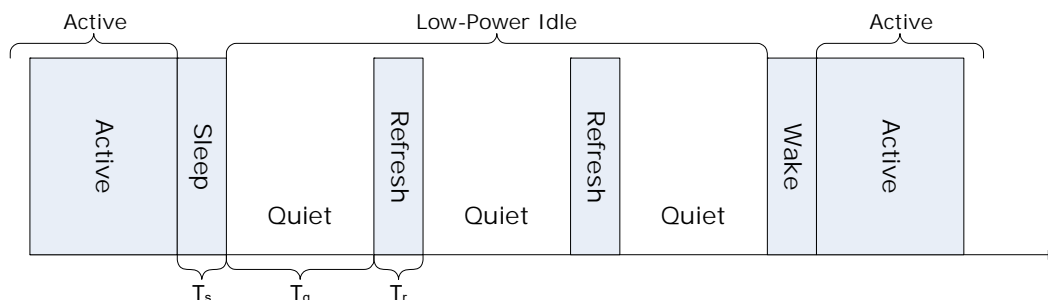 Active
Low-Power Idle
Active
Active
Sleep
Quiet
Refresh
Quiet
Refresh
Quiet
Wake
Active
Ts
Tq
Tr